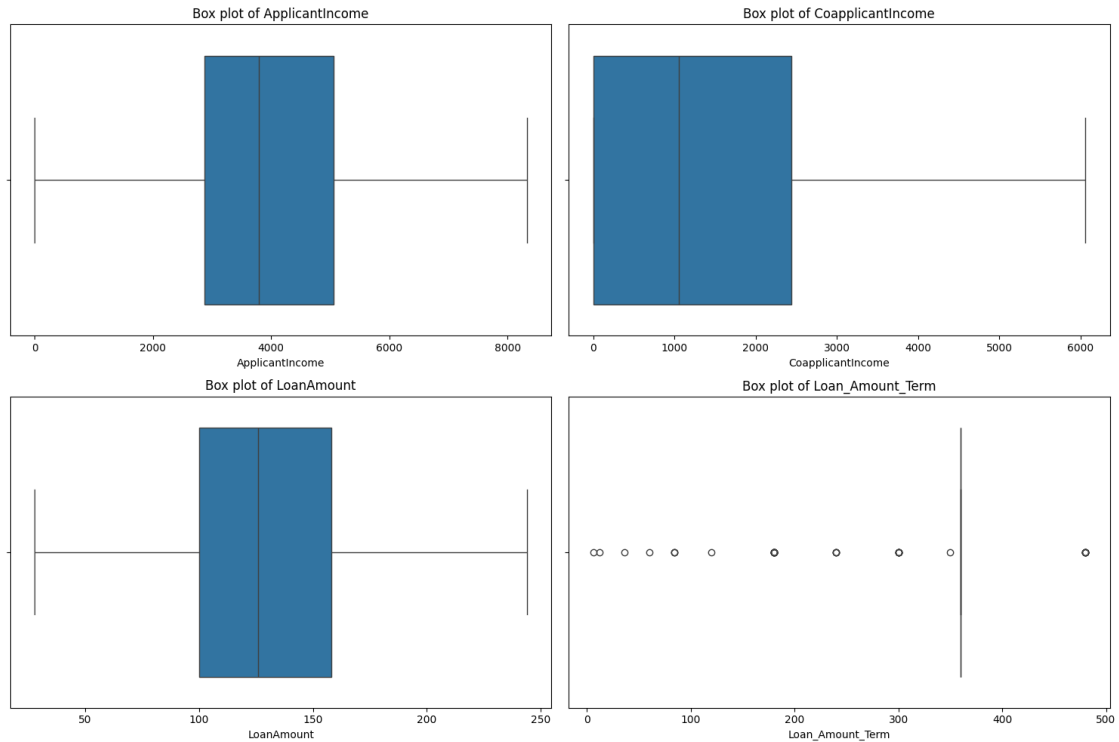 Box plot of ApplicantIncome
0 2000 4000 6000 8000
ApplicantIncome
Box plot of CoapplicantIncome
0 1000 2000 3000 4000 5000 6000
CoapplicantIncome
Box plot of LoanAmount
50 100 150 200 250
LoanAmount
Box plot of Loan_Amount_Term
0 100 200 300 400 500
Loan_Amount_Term